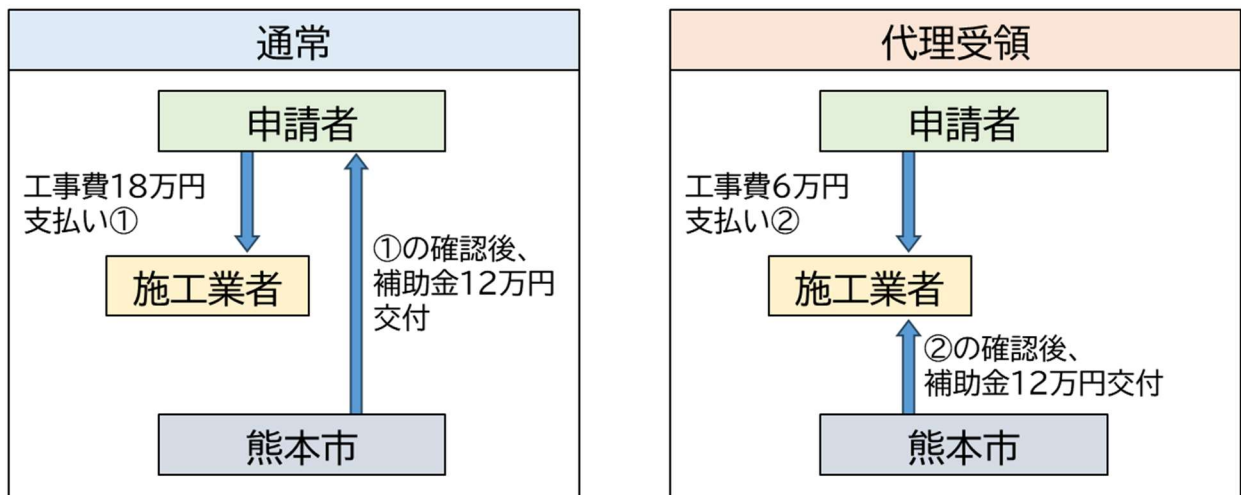 通常
申請者
工事費18万円
支払い①
施工業者
①の確認後、
補助金12万円
交付
熊本市
代理受領
申請者
工事費6万円
支払い②
施工業者
②の確認後、
補助金12万円交付
熊本市